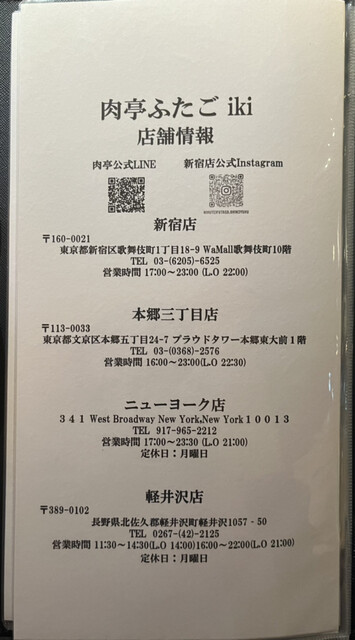 肉亭ふたご iki
店舗情報
肉亭公式LINE 新宿店公式Instagram
新宿店
〒160-0021
東京都新宿区歌舞伎町1丁目18-9 WaMall歌舞伎町10階
TEL 03-(6205)-6525
営業時間 17:00～23:00 (L.O 22:00)
本郷三丁目店
〒113-0033
東京都文京区本郷五丁目24-7 プラウドタワー本郷東大前１階
TEL 03-(0368)-2576
営業時間 16:00～23:00(L.O 22:30)
ニューヨーク店
３４１ West Broadway New York,New York１００１３
TEL 917-965-2212
営業時間 17:00～23:30 (L.O 21:00)
定休日：月曜日
軽井沢店
〒389-0102
長野県北佐久郡軽井沢町軽井沢1057‐50
TEL 0267-(42)-2125
営業時間 11:30～14:30(L.O 14:00)16:00～22:00(L.O 21:00)
定休日：月曜日